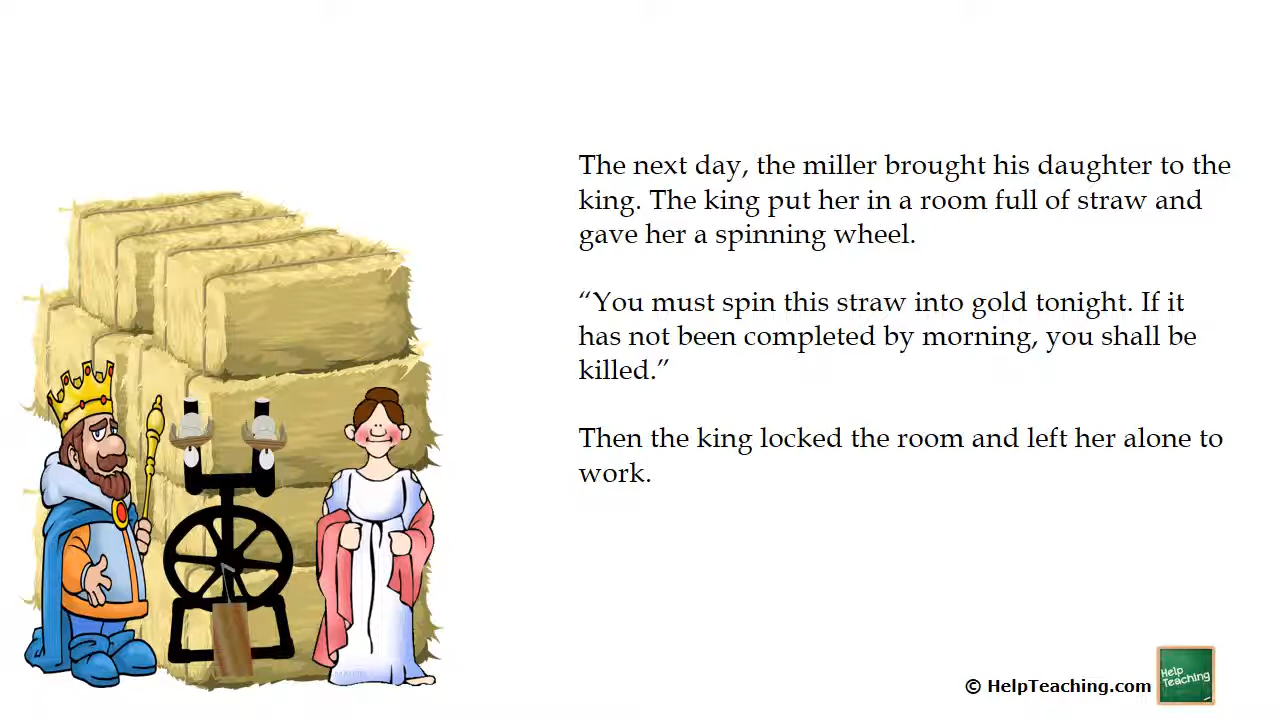 The next day, the miller brought his daughter to the
king. The king put her in a room full of straw and
gave her a spinning wheel.
“You must spin this straw into gold tonight. If it
has not been completed by morning, you shall be
killed.”
Then the king locked the room and left her alone to
work.
© HelpTeaching.com
Help
Teaching